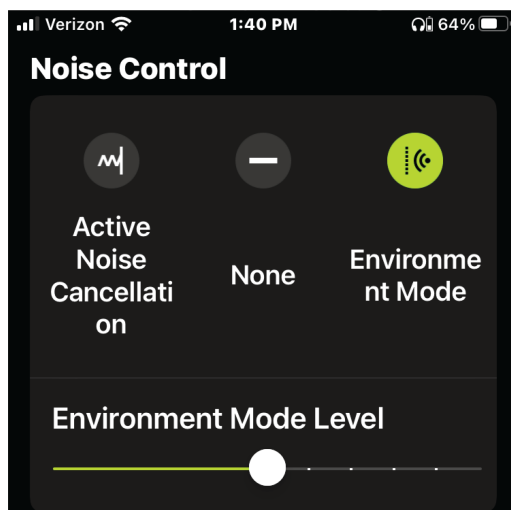 Verizon 1:40 PM 64%
Noise Control
Active
Noise
Cancellati
on
None
Environme
nt Mode
Environment Mode Level